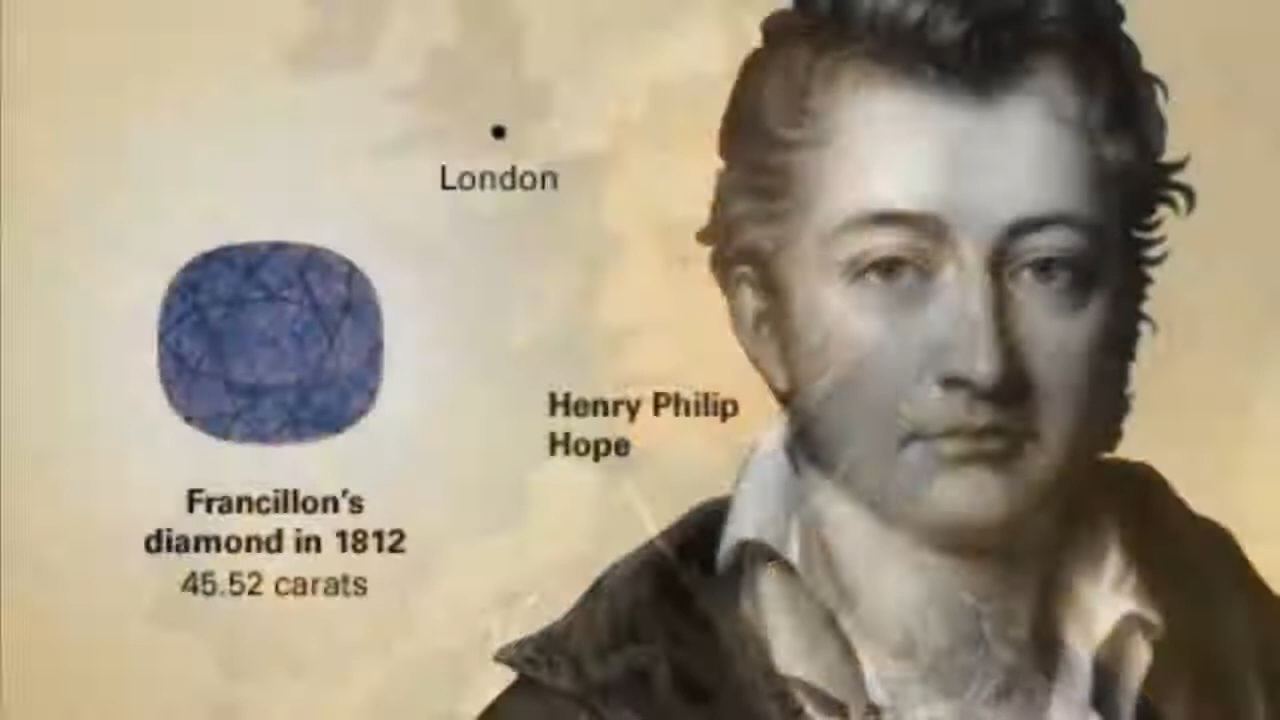 London
Henry Philip
Hope
Francillon's
diamond in 1812
45.52 carats